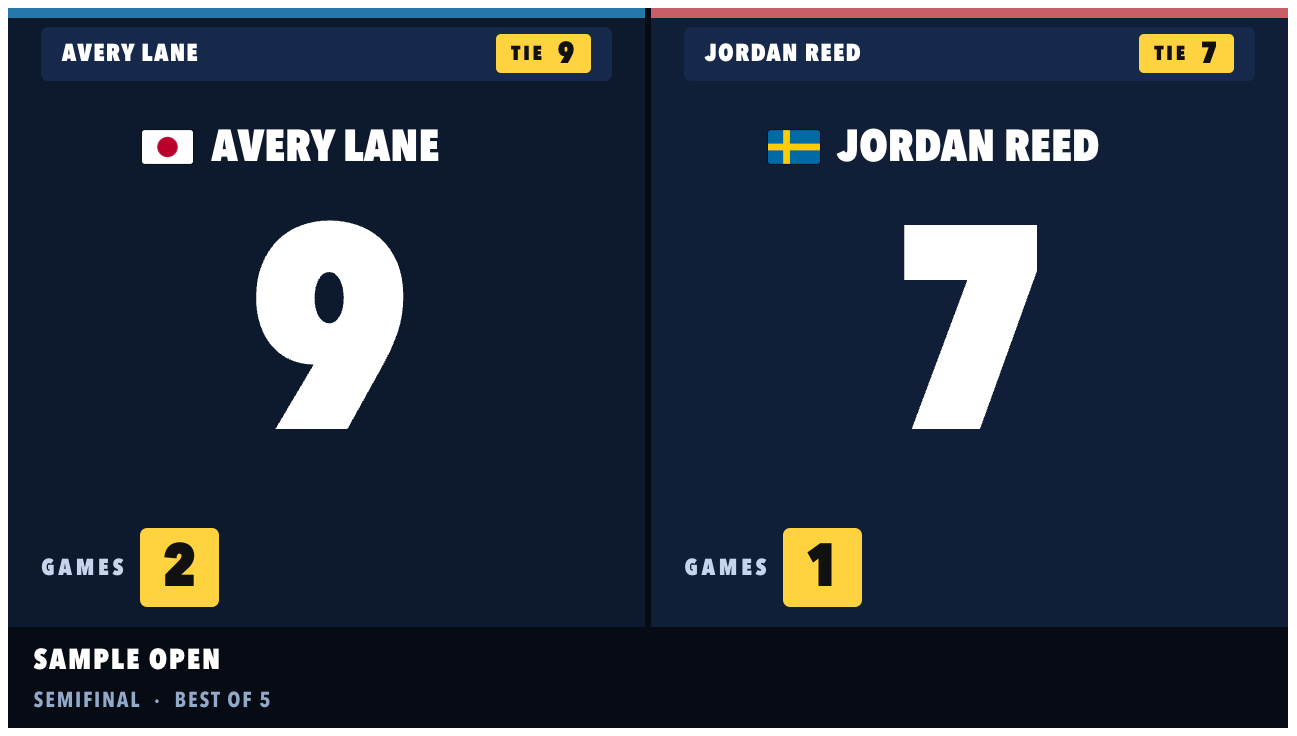 AVERY LANE TIE 9
JORDAN REED TIE 7
AVERY LANE
9
GAMES 2
JORDAN REED
7
GAMES 1
SAMPLE OPEN
SEMIFINAL · BEST OF 5